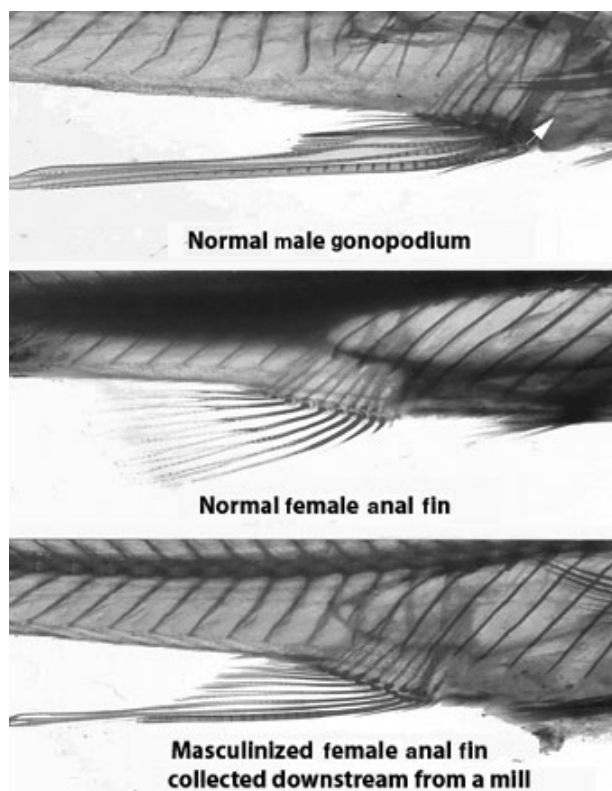 Normal male gonopodium
Normal female anal fin
Masculinized female anal fin
collected downstream from a mill